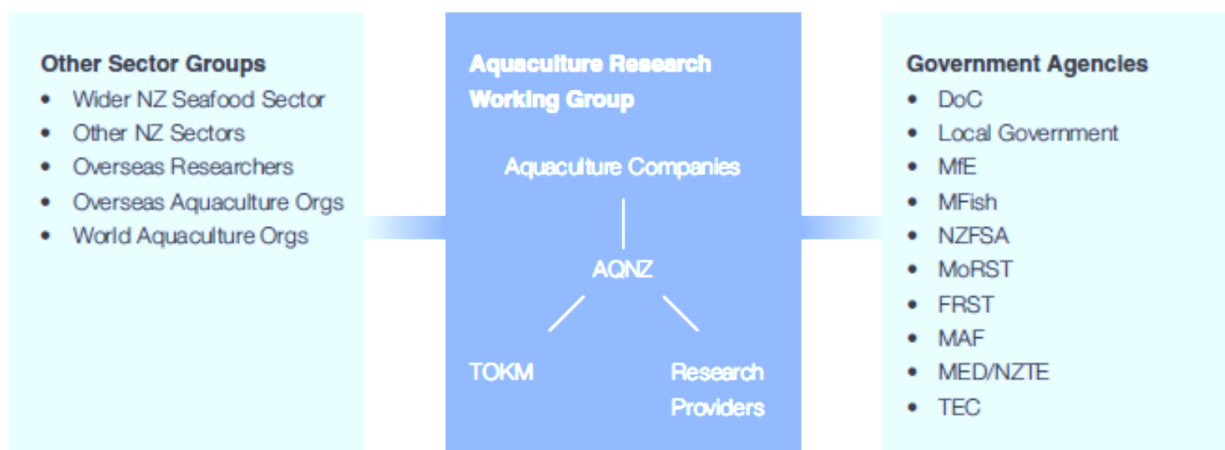 Other Sector Groups
• Wider NZ Seafood Sector
• Other NZ Sectors
• Overseas Researchers
• Overseas Aquaculture Orgs
• World Aquaculture Orgs
Aquaculture Research
Working Group
Aquaculture Companies
AQNZ
TOKM
Research
Providers
Government Agencies
• DoC
• Local Government
• MfE
• MFish
• NZFSA
• MoRST
• FRST
• MAF
• MED/NZTE
• TEC